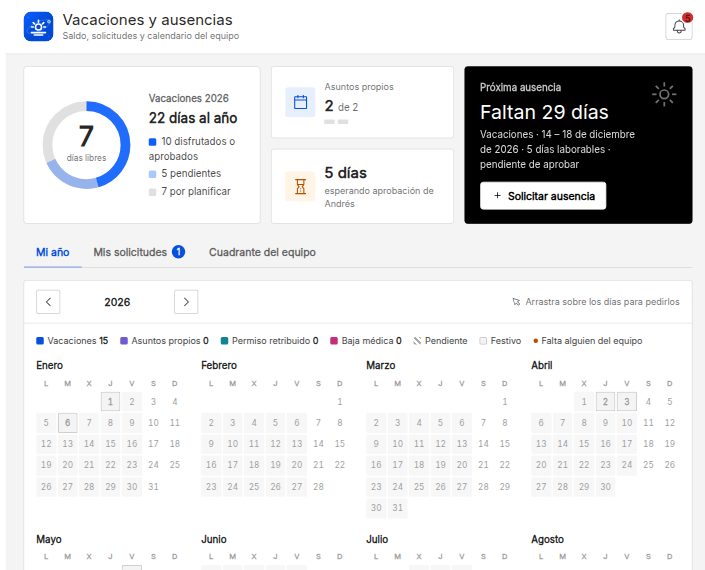 Vacaciones y ausencias
Saldo, solicitudes y calendario del equipo
5
7
días libres
Vacaciones 2026
22 días al año
10 disfrutados o
aprobados
5 pendientes
7 por planificar
Asuntos propios
2 de 2
5 días
esperando aprobación de
Andrés
Próxima ausencia
Faltan 29 días
Vacaciones · 14 – 18 de diciembre
de 2026 · 5 días laborales ·
pendiente de aprobar
+ Solicitar ausencia
Mi año
Mis solicitudes 1
Cuadrante del equipo
2026
Arrastra sobre los días para pedirlos
Vacaciones 15 Asuntos propios 0 Permiso retribuido 0 Baja médica 0 Pendiente Festivo Falta alguien del equipo
Enero
L M X J V S D
1 2 3 4
5 6 7 8 9 10 11
12 13 14 15 16 17 18
19 20 21 22 23 24 25
26 27 28 29 30 31
Febrero
L M X J V S D
1
2 3 4 5 6 7 8
9 10 11 12 13 14 15
16 17 18 19 20 21 22
23 24 25 26 27 28
Marzo
L M X J V S D
1
2 3 4 5 6 7 8
9 10 11 12 13 14 15
16 17 18 19 20 21 22
23 24 25 26 27 28 29
30 31
Abril
L M X J V S D
1 2 3 4 5
6 7 8 9 10 11 12
13 14 15 16 17 18 19
20 21 22 23 24 25 26
27 28 29 30
Mayo
L M X J V S D
Junio
L M X J V S D
Julio
L M X J V S D
Agosto
L M X J V S D